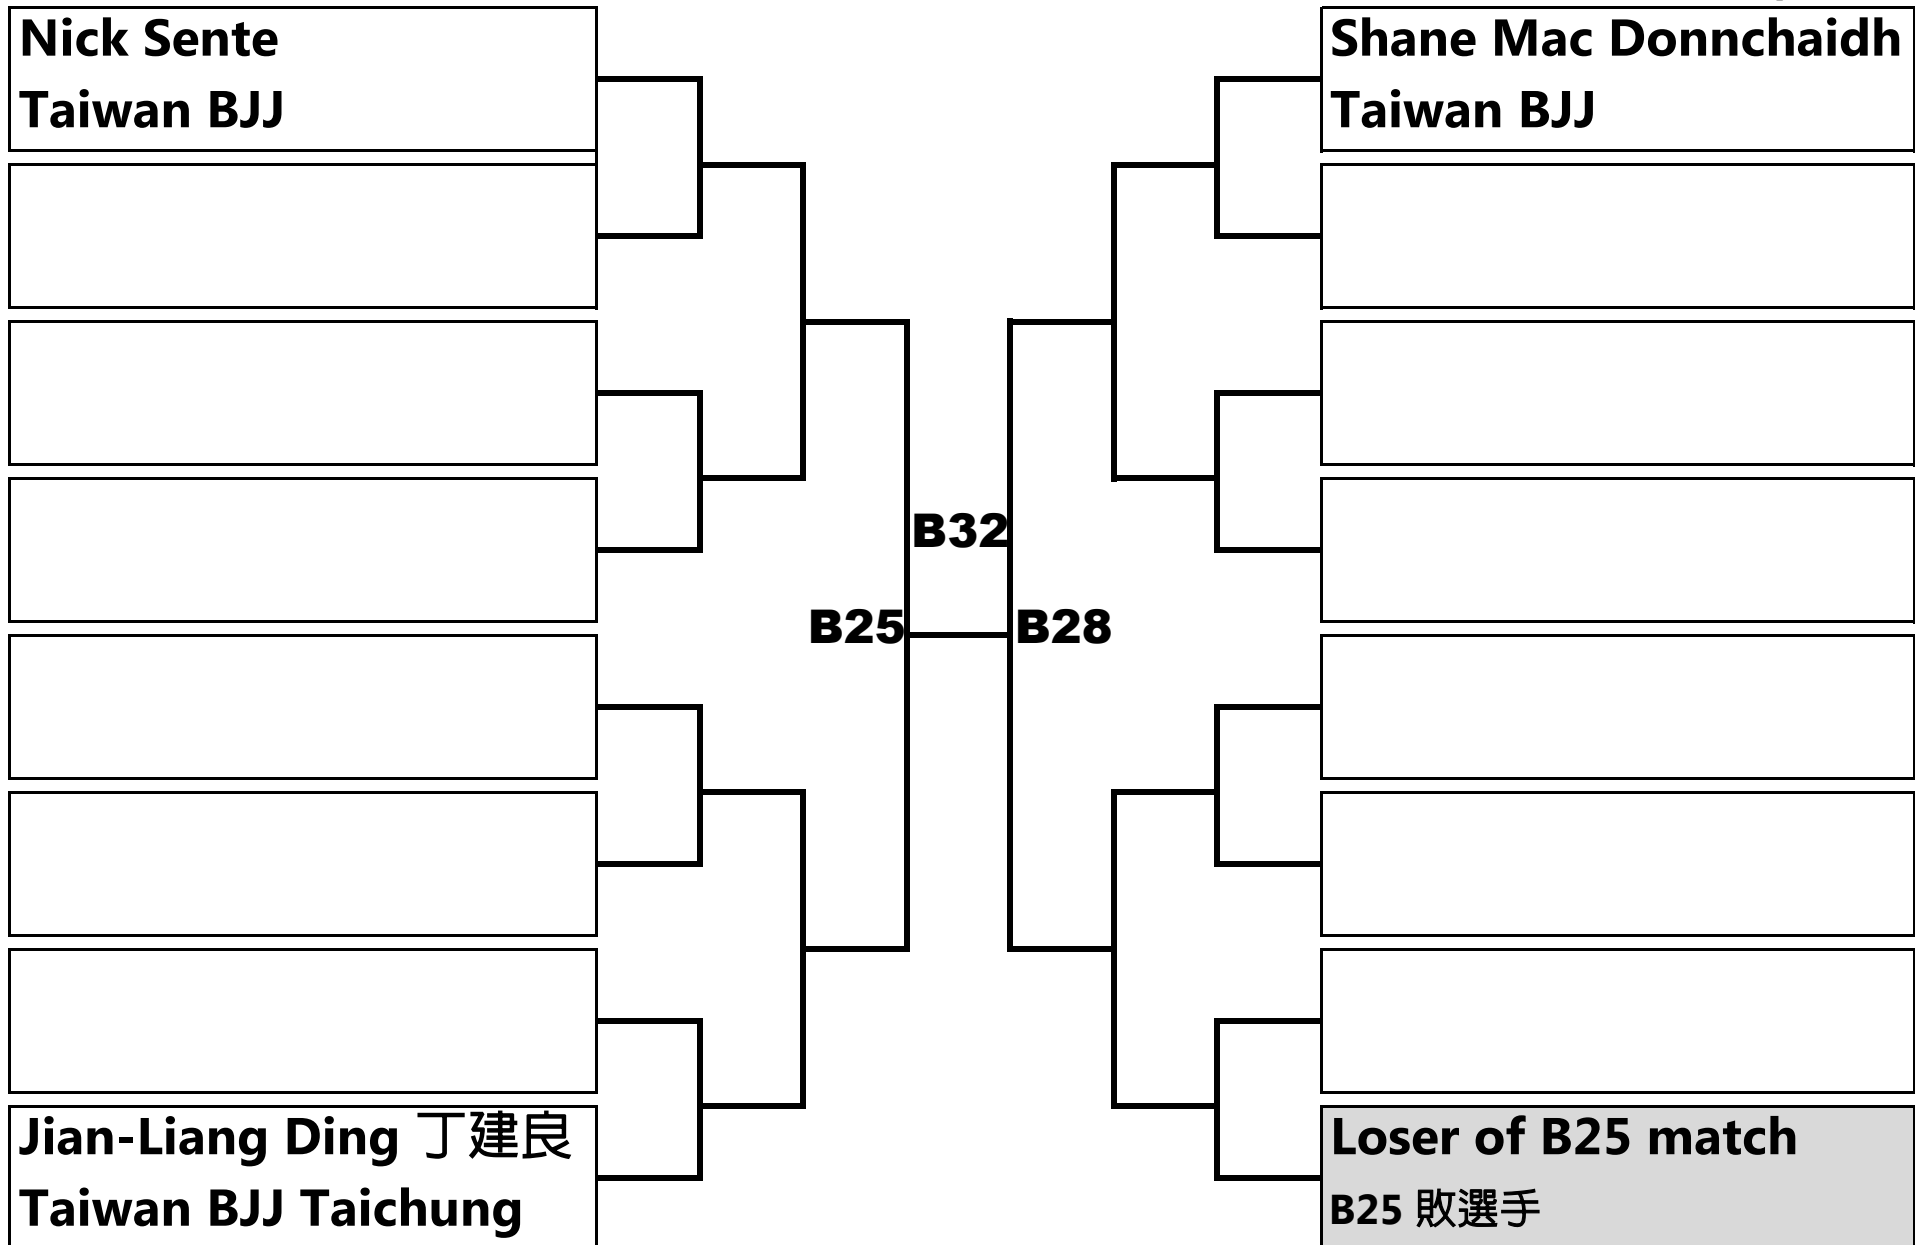 Nick Sente
Taiwan BJJ
Shane Mac Donnchaidh
Taiwan BJJ
B32
B25
B28
Jian-Liang Ding 丁建良
Taiwan BJJ Taichung
Loser of B25 match
B25 敗選手